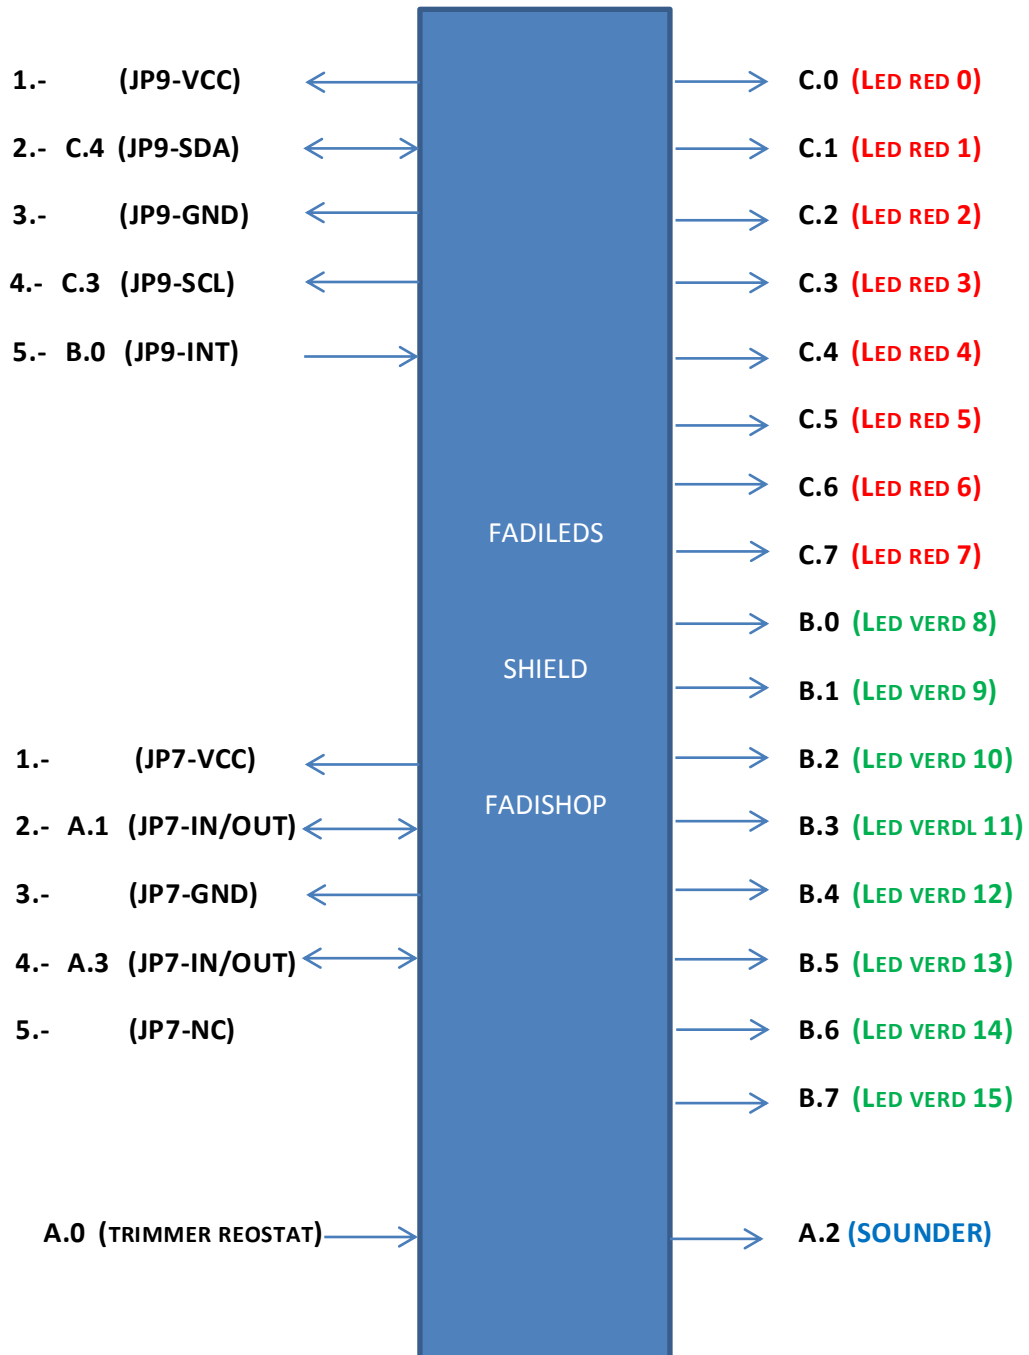 1.- (JP9-VCC)
2.- C.4 (JP9-SDA)
3.- (JP9-GND)
4.- C.3 (JP9-SCL)
5.- B.0 (JP9-INT)
1.- (JP7-VCC)
2.- A.1 (JP7-IN/OUT)
3.- (JP7-GND)
4.- A.3 (JP7-IN/OUT)
5.- (JP7-NC)
A.0 (TRIMMER REOSTAT)
FADILEDS
SHIELD
FADISHOP
C.0 (LED RED 0)
C.1 (LED RED 1)
C.2 (LED RED 2)
C.3 (LED RED 3)
C.4 (LED RED 4)
C.5 (LED RED 5)
C.6 (LED RED 6)
C.7 (LED RED 7)
B.0 (LED VERD 8)
B.1 (LED VERD 9)
B.2 (LED VERD 10)
B.3 (LED VERDL 11)
B.4 (LED VERD 12)
B.5 (LED VERD 13)
B.6 (LED VERD 14)
B.7 (LED VERD 15)
A.2 (SOUNDER)